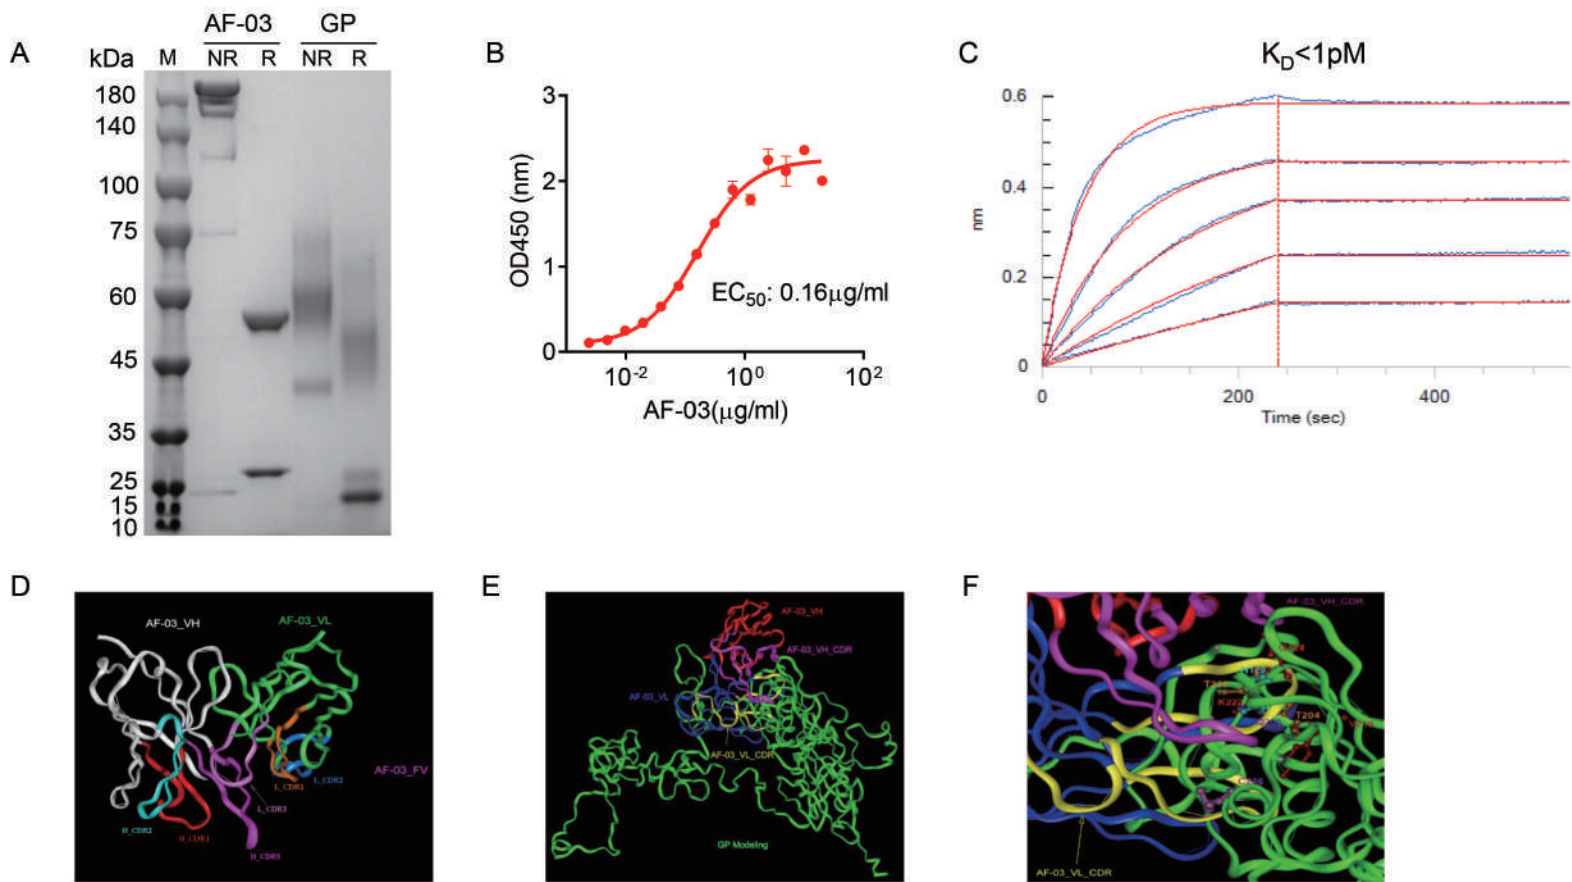 A
AF-03 GP
kDa M NR R NR R
180
140
100
75
60
45
35
25
15
10
B
3
2
1
0
OD450 (nm)
EC50: 0.16μg/ml
10-2 100 102
AF-03(μg/ml)
C
KD<1pM
0.6
0.4
0.2
0
nm
0 200 400
Time (sec)
D
AF-03_VH AF-03_VL
AF-03_FV
L_CDR1 L_CDR2
L_CDR3
H_CDR2
H_CDR1
H_CDR3
E
AF-03_VH
AF-03_VH_CDR
AF-03_VL
AF-03_VL_CDR
GP Modeling
F
AF-03_VH_CDR
K222
T204
AF-03_VL_CDR